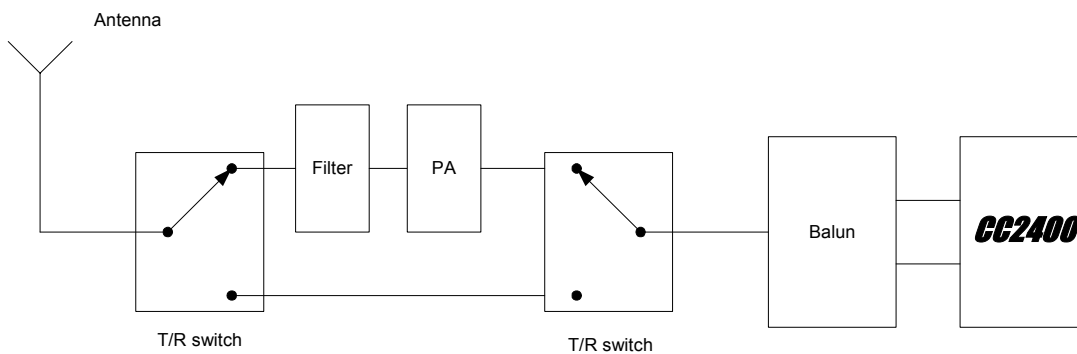 Antenna
Filter
PA
Balun
CC2400
T/R switch
T/R switch